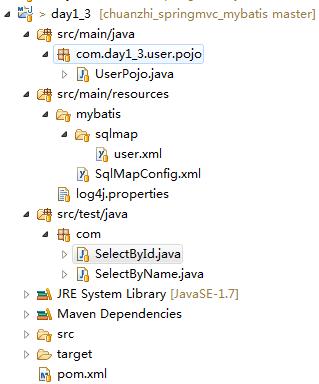 > day1_3 [chuanzhi_springmvc_mybatis master]
src/main/java
com.day1_3.user.pojo
UserPojo.java
src/main/resources
mybatis
sqlmap
user.xml
SqlMapConfig.xml
log4j.properties
src/test/java
com
SelectById.java
SelectByName.java
JRE System Library [JavaSE-1.7]
Maven Dependencies
src
target
pom.xml